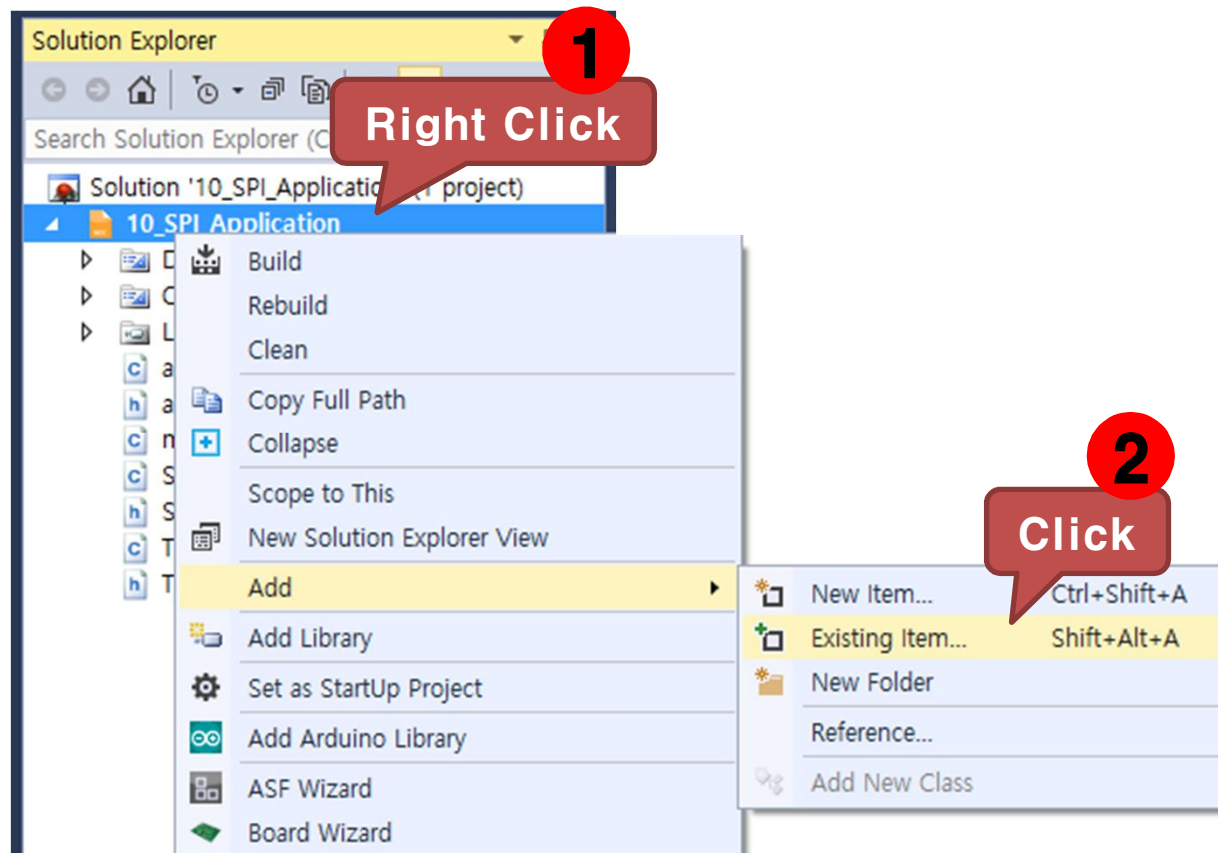 Solution Explorer
1
Right Click
Search Solution Explorer (C
Solution '10_SPI_Application' (1 project)
10_SPI_Application
Build
Rebuild
Clean
Copy Full Path
Collapse
Scope to This
New Solution Explorer View
Add
Add Library
Set as StartUp Project
Add Arduino Library
ASF Wizard
Board Wizard
2
Click
New Item... Ctrl+Shift+A
Existing Item... Shift+Alt+A
New Folder
Reference...
Add New Class